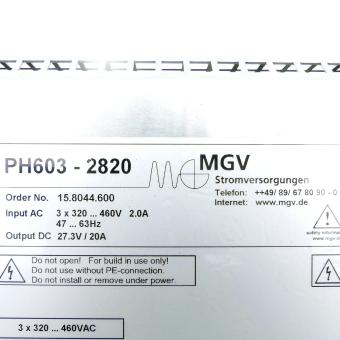 PH603 - 2820
MGV
Stromversorgungen
Telefon: ++49/ 89/ 67 80 90 - 0
Internet: www.mgv.de
Order No. 15.8044.600
Input AC 3 x 320 ... 460V 2.0A
47 ... 63Hz
Output DC 27.3V / 20A
safety
www.mgv
Do not open! For build in use only!
Do not use without PE-connection.
Do not install or remove under power.
3 x 320 ... 460VAC